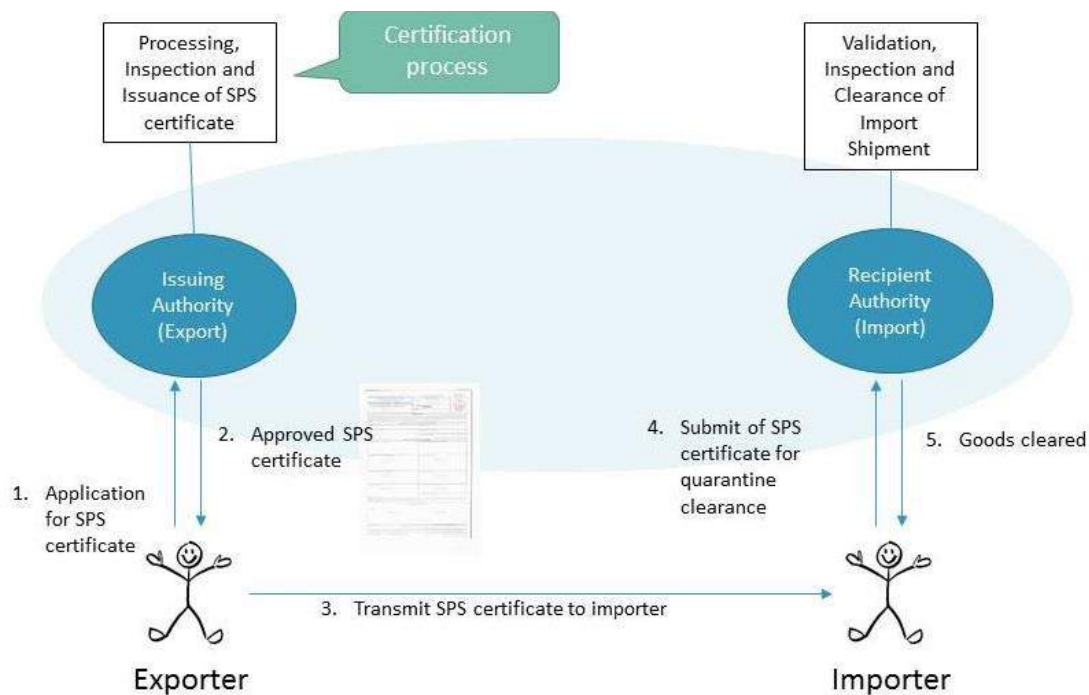 Processing,
Inspection and
Issuance of SPS
certificate
Certification
process
Validation,
Inspection and
Clearance of
Import
Shipment
Issuing
Authority
(Export)
Recipient
Authority
(Import)
1. Application
for SPS
certificate
2. Approved SPS
certificate
3. Transmit SPS certificate to importer
4. Submit of SPS
certificate for
quarantine
clearance
5. Goods cleared
Exporter
Importer